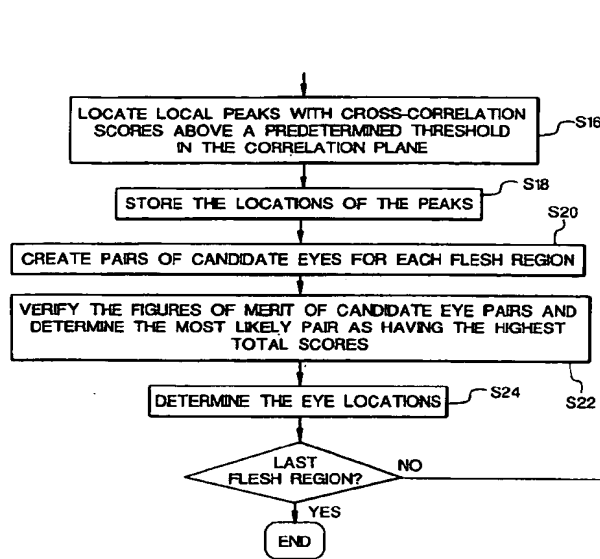 LOCATE LOCAL PEAKS WITH CROSS-CORRELATION
SCORES ABOVE A PREDETERMINED THRESHOLD
IN THE CORRELATION PLANE
S16
STORE THE LOCATIONS OF THE PEAKS
S18
S20
CREATE PAIRS OF CANDIDATE EYES FOR EACH FLESH REGION
VERIFY THE FIGURES OF MERIT OF CANDIDATE EYE PAIRS AND
DETERMINE THE MOST LIKELY PAIR AS HAVING THE HIGHEST
TOTAL SCORES
S22
DETERMINE THE EYE LOCATIONS
S24
LAST
FLESH REGION?
NO
YES
END